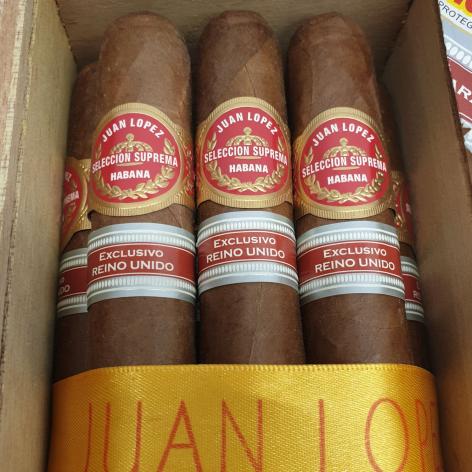 JUAN LOPEZ
SELECCION SUPREMA
HABANA
EXCLUSIVO
REINO UNIDO
JUAN LOPEZ
SELECCION SUPREMA
HABANA
EXCLUSIVO
REINO UNIDO
JUAN LOPEZ
SELECCION SUPREMA
HABANA
EXCLUSIVO
REINO UNIDO
JUAN LOPE